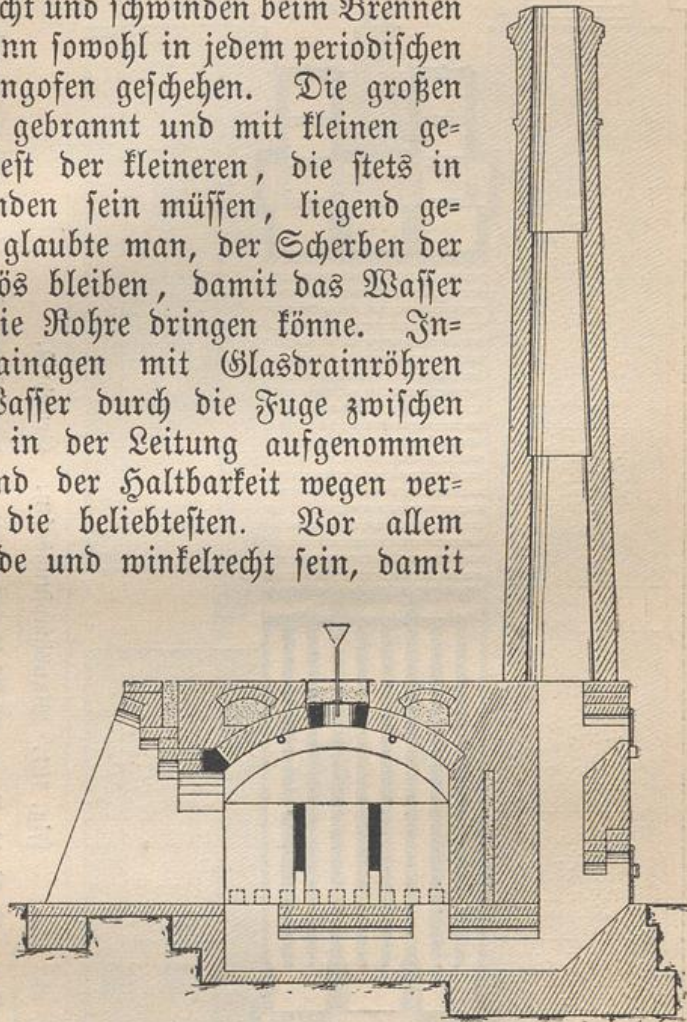 cht und ſchwinden beim Brennen
nn ſowohl in jedem periodiſchen
ngofen geſchehen. Die großen
gebrannt und mit kleinen ge⸗
eſt der kleineren, die ſtets in
nden ſein müſſen, liegend ge⸗
glaubte man, der Scherben der
ös bleiben, damit das Waſſer
ie Rohre dringen könne. In⸗
ainagen mit Glasdrainröhren
Waſſer durch die Fuge zwiſchen
in der Leitung aufgenommen
nd der Haltbarkeit wegen ver⸗
die beliebteſten. Vor allem
de und winkelrecht ſein, damit